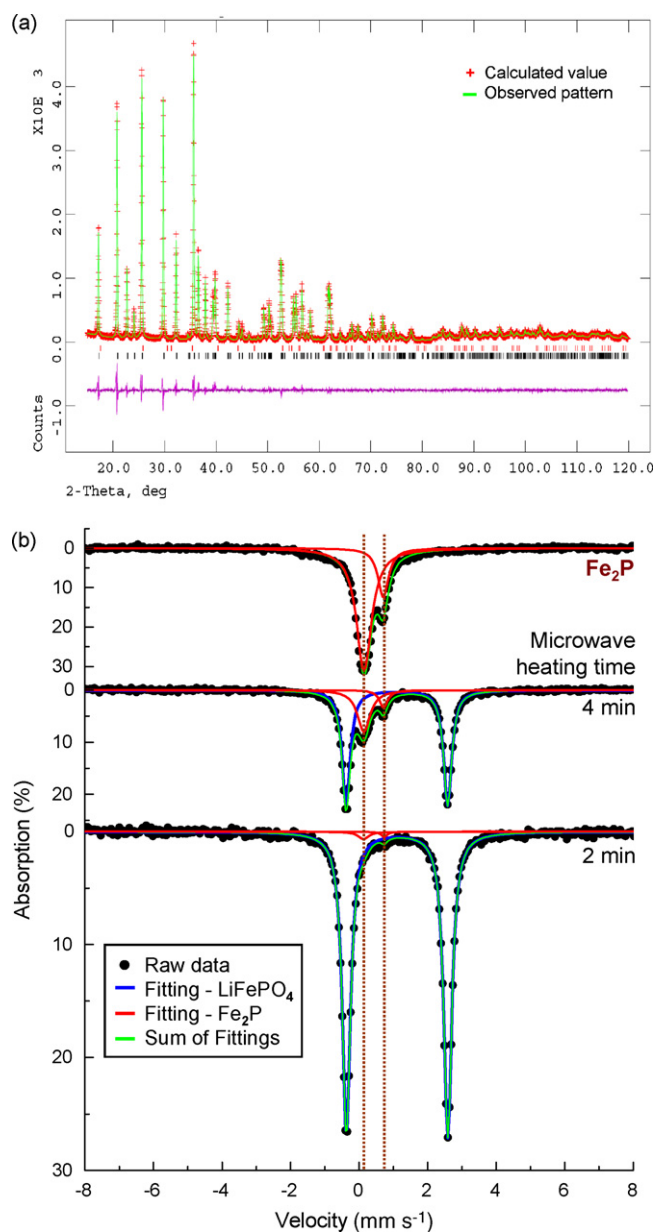 (a)
X10E 3
+ Calculated value
Observed pattern
4.0
3.0
2.0
1.0
0.0
-1.0
Counts
20.0 30.0 40.0 50.0 60.0 70.0 80.0 90.0 100.0 110.0 120.0
2-Theta, deg
(b)
0
10
20
30
Fe₂P
Microwave
heating time
0
10
20
4 min
0
10
20
30
2 min
Absorption (%)
Raw data
Fitting - LiFePO₄
Fitting - Fe₂P
Sum of Fittings
-8 -6 -4 -2 0 2 4 6 8
Velocity (mm s⁻¹)